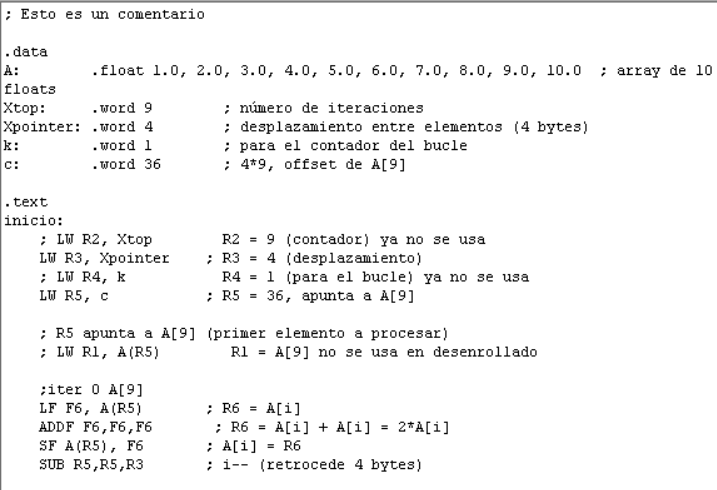 ; Esto es un comentario
.data
A: .float 1.0, 2.0, 3.0, 4.0, 5.0, 6.0, 7.0, 8.0, 9.0, 10.0 ; array de 10
floats
Xtop: .word 9 ; número de iteraciones
Xpointer: .word 4 ; desplazamiento entre elementos (4 bytes)
k: .word 1 ; para el contador del bucle
c: .word 36 ; 4*9, offset de A[9]
.text
inicio:
; LW R2, Xtop R2 = 9 (contador) ya no se usa
LW R3, Xpointer ; R3 = 4 (desplazamiento)
; LW R4, k R4 = 1 (para el bucle) ya no se usa
LW R5, c ; R5 = 36, apunta a A[9]
; R5 apunta a A[9] (primer elemento a procesar)
; LW R1, A(R5) R1 = A[9] no se usa en desenrollado
;iter 0 A[9]
LF F6, A(R5) ; R6 = A[i]
ADDF F6,F6,F6 ; R6 = A[i] + A[i] = 2*A[i]
SF A(R5), F6 ; A[i] = R6
SUB R5,R5,R3 ; i-- (retrocede 4 bytes)